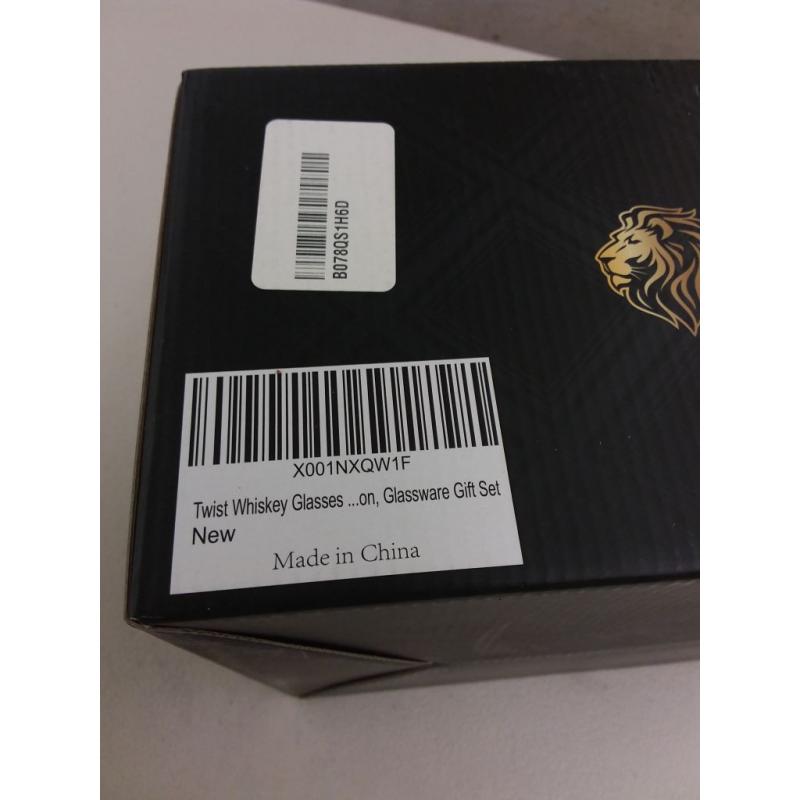 B078QS1H6D
X001NXQW1F
Twist Whiskey Glasses ...on, Glassware Gift Set
New
Made in China